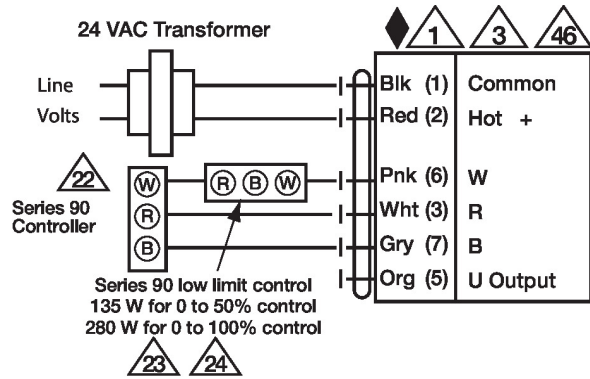 24 VAC Transformer
1 3 46
Line
Volts
Blk (1) Common
Red (2) Hot +
22
Series 90
Controller
W R B W Pnk (6) W
R Wht (3) R
B Gry (7) B
Org (5) U Output
Series 90 low limit control
135 W for 0 to 50% control
280 W for 0 to 100% control
23 24